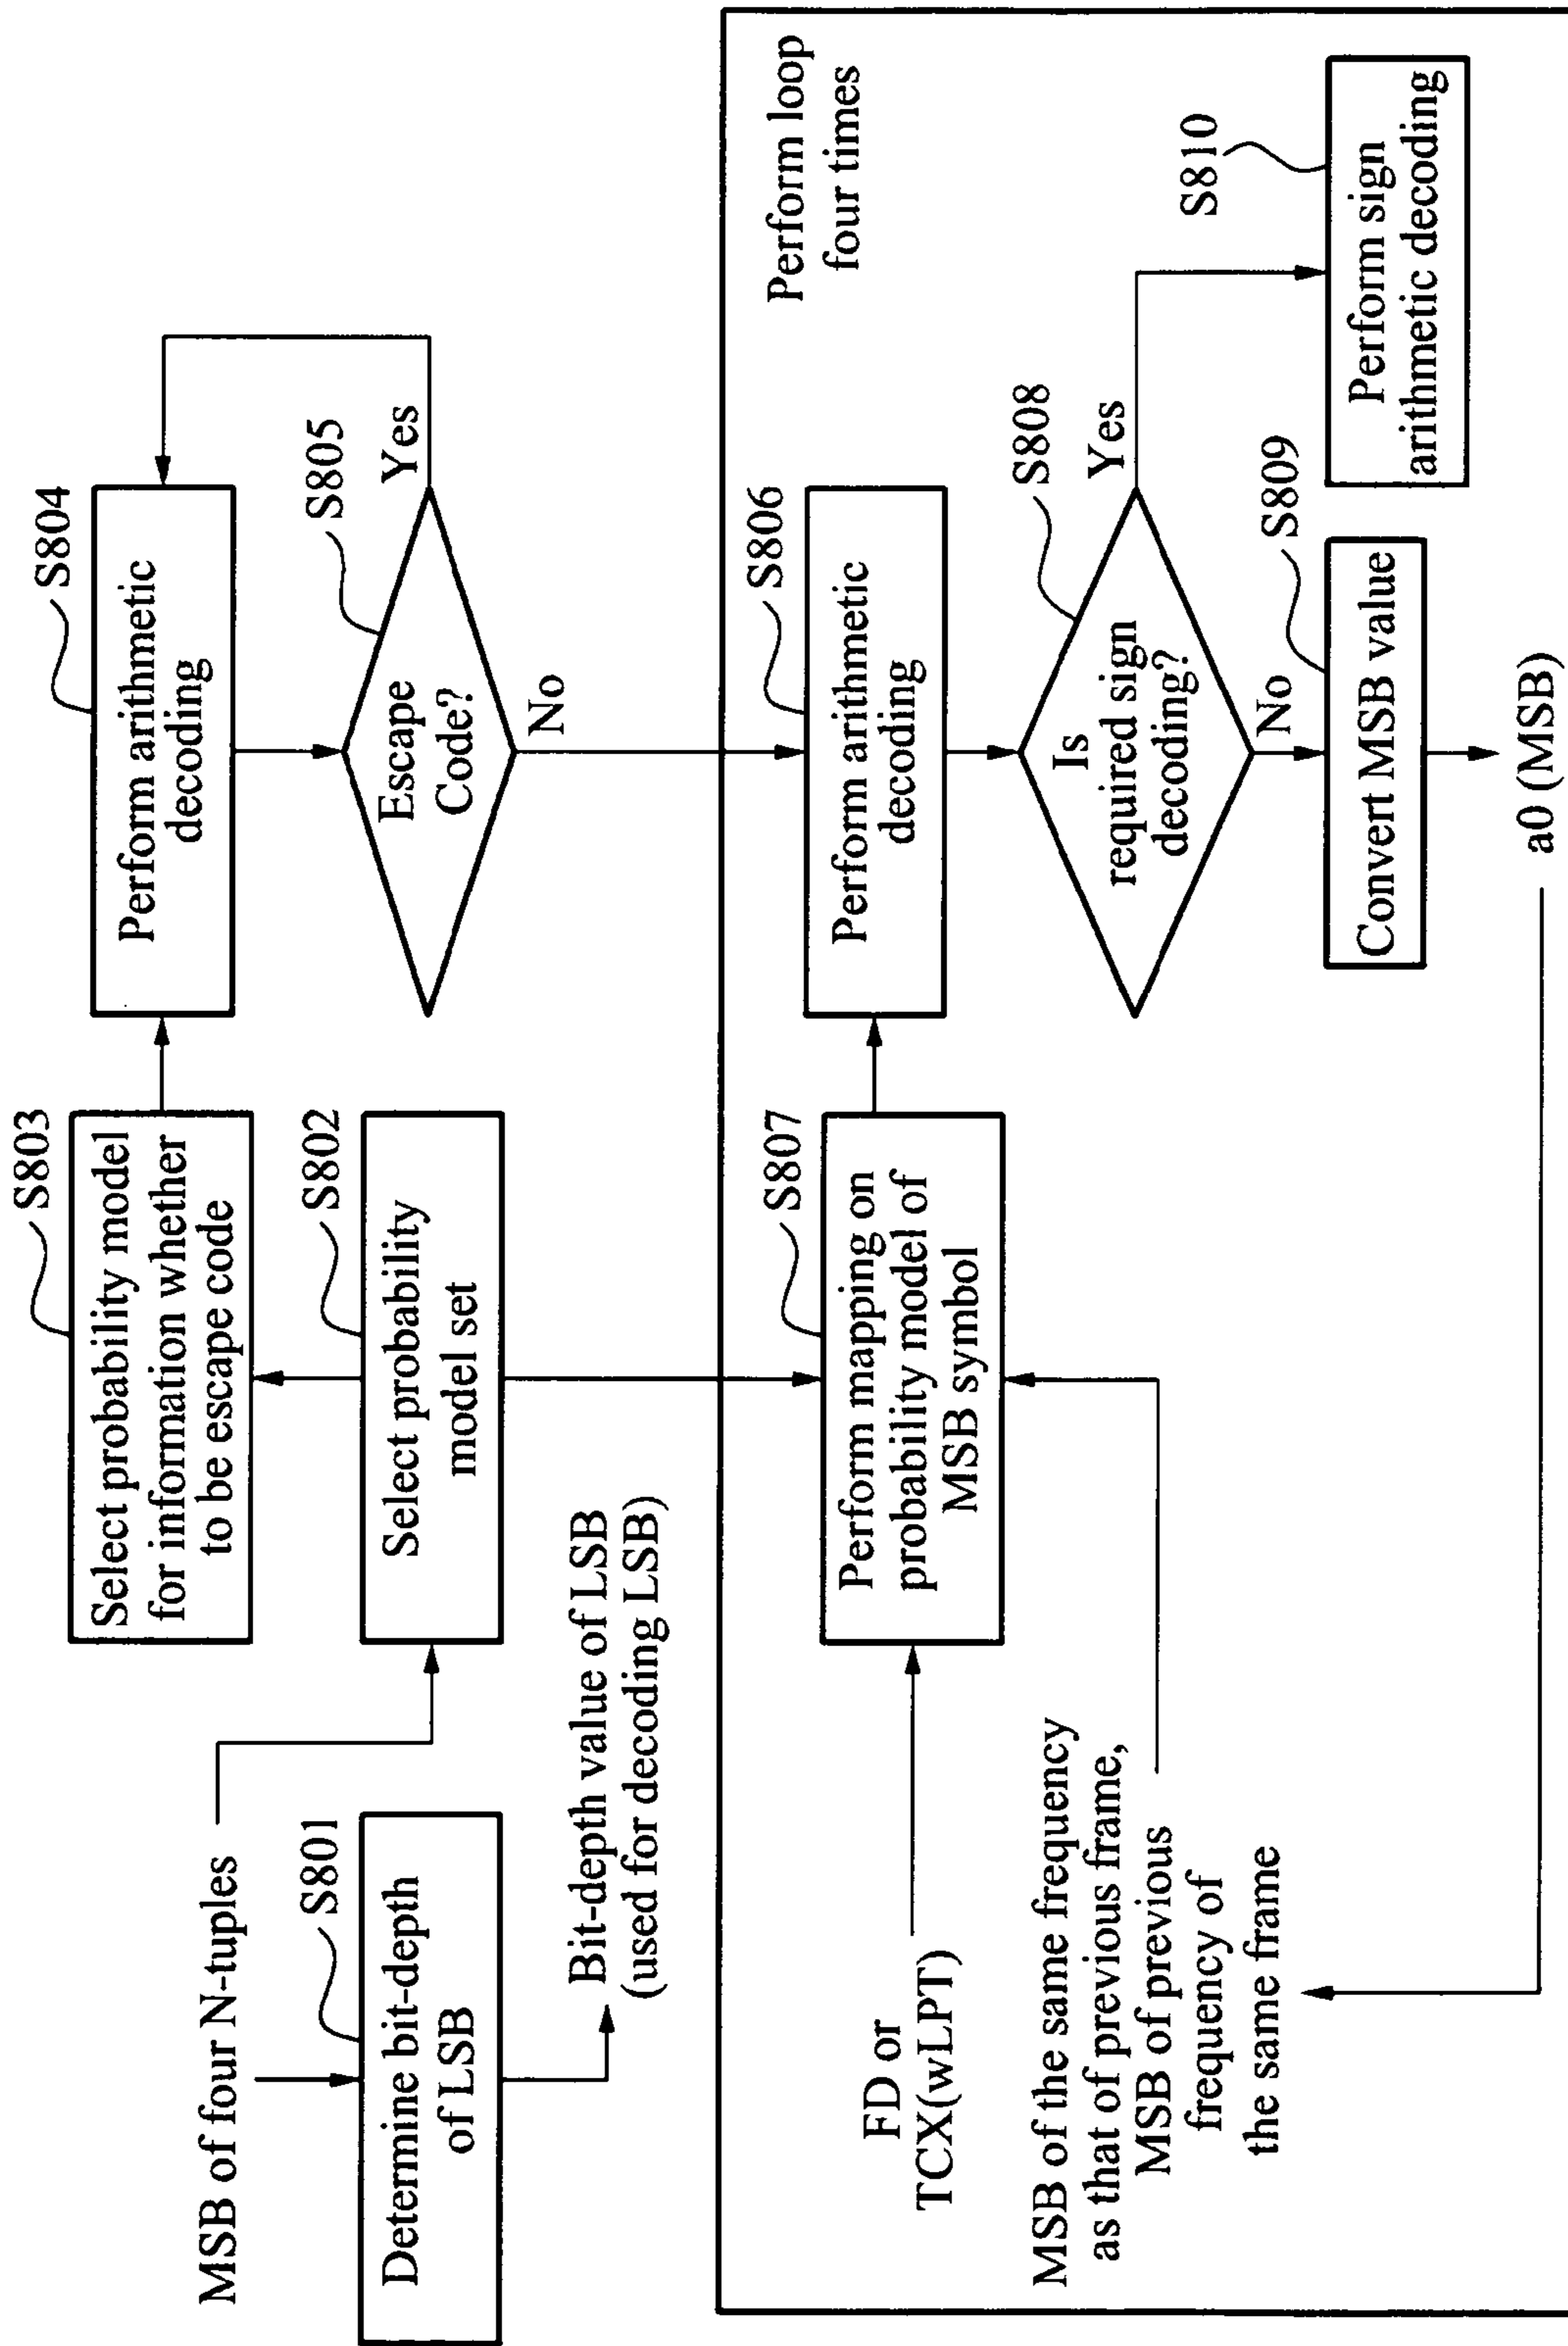 MSB of four N-tuples
S801
Determine bit-depth
of LSB
Bit-depth value of LSB
(used for decoding LSB)
S803
Select probability model
for information whether
to be escape code
S802
Select probability
model set
S804
Perform arithmetic
decoding
S805
Escape
Code?
Yes
No
Perform loop
four times
FD or
TCX(wLPT)
MSB of the same frequency
as that of previous frame,
MSB of previous
frequency of
the same frame
S807
Perform mapping on
probability model of
MSB symbol
S806
Perform arithmetic
decoding
S808
Is
required sign
decoding?
Yes
No
S809
Convert MSB value
S810
Perform sign
arithmetic decoding
a0 (MSB)